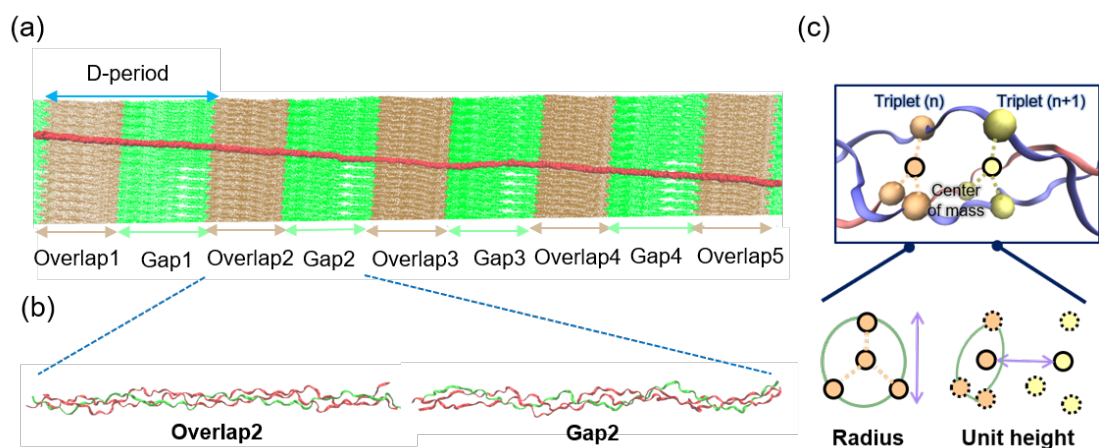 (a)
D-period
Overlap1 Gap1 Overlap2 Gap2 Overlap3 Gap3 Overlap4 Gap4 Overlap5
(b)
Overlap2 Gap2
(c)
Triplet (n) Triplet (n+1)
Center
of mass
Radius Unit height